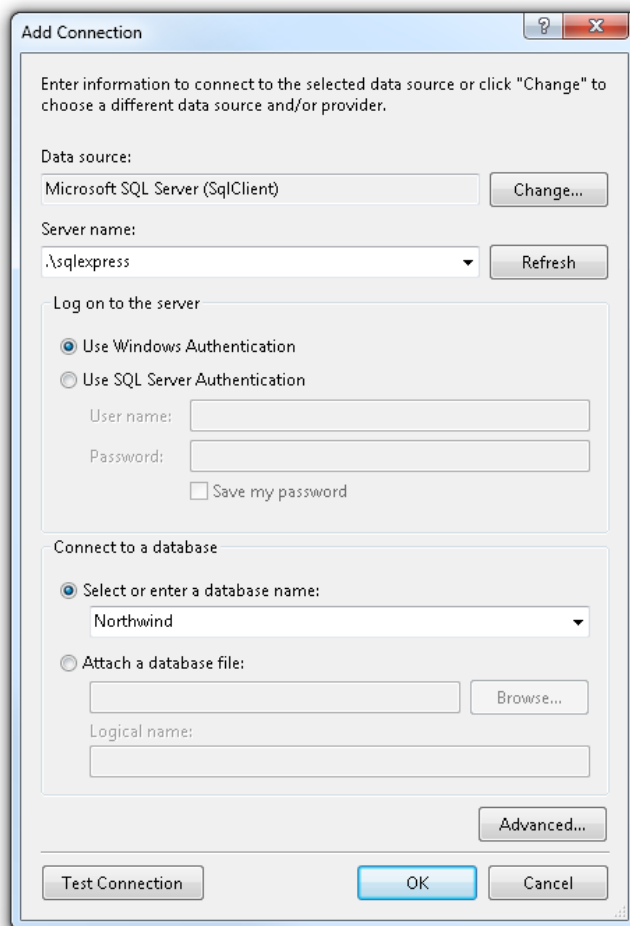 Add Connection
?
Enter information to connect to the selected data source or click "Change" to
choose a different data source and/or provider.
Data source:
Microsoft SQL Server (SqlClient)
Change...
Server name:
.\sqlexpress
Refresh
Log on to the server
Use Windows Authentication
Use SQL Server Authentication
User name:
Password:
Save my password
Connect to a database
Select or enter a database name:
Northwind
Attach a database file:
Browse...
Logical name:
Advanced...
Test Connection
OK
Cancel